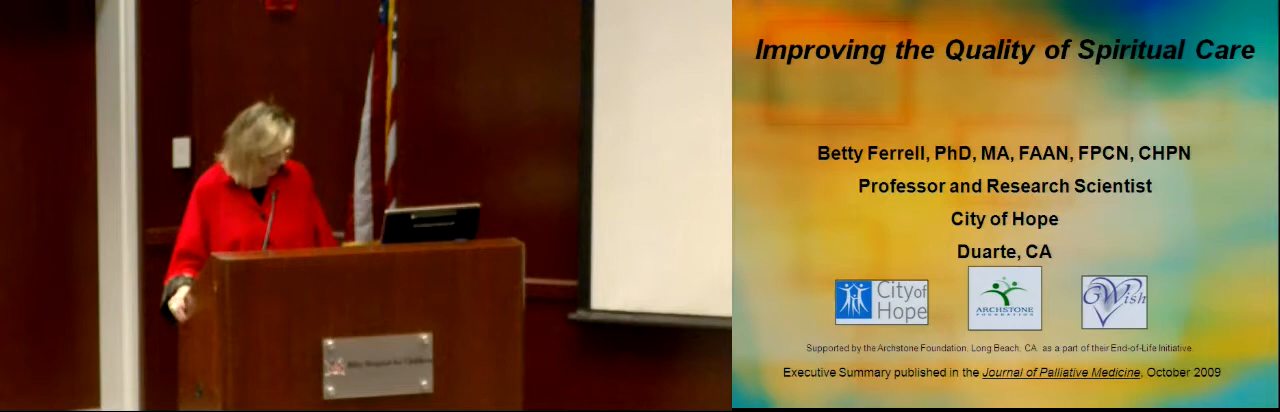 Improving the Quality of Spiritual Care
Betty Ferrell, PhD, MA, FAAN, FPCN, CHPN
Professor and Research Scientist
City of Hope
Duarte, CA
City of
Hope
ARCHSTONE
FOUNDATION
GWish
Supported by the Archstone Foundation, Long Beach, CA as a part of their End-of-Life Initiative.
Executive Summary published in the Journal of Palliative Medicine, October 2009